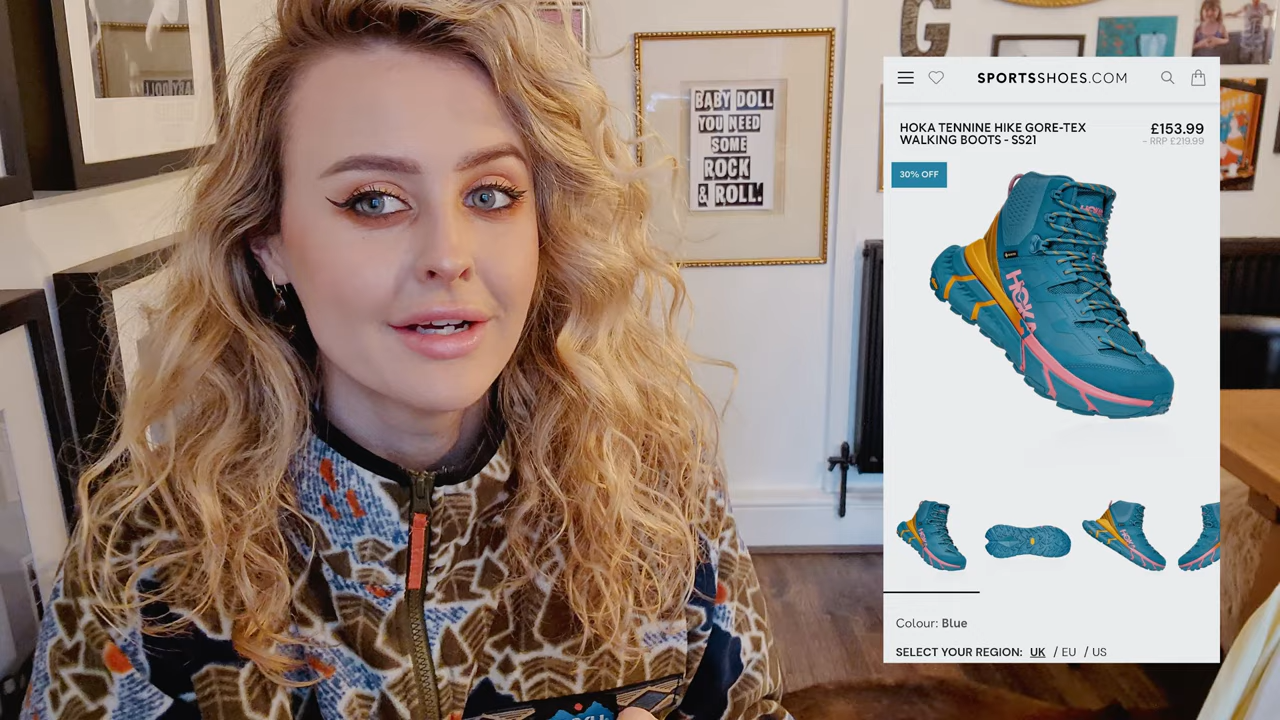 G
BABY DOLL
YOU NEED
SOME
ROCK
& ROLL!
SPORTSSHOES.COM
HOKA TENNINE HIKE GORE-TEX
WALKING BOOTS - SS21
£153.99
- RRP £219.99
30% OFF
HOKA
HOKA
Colour: Blue
SELECT YOUR REGION: UK / EU / US